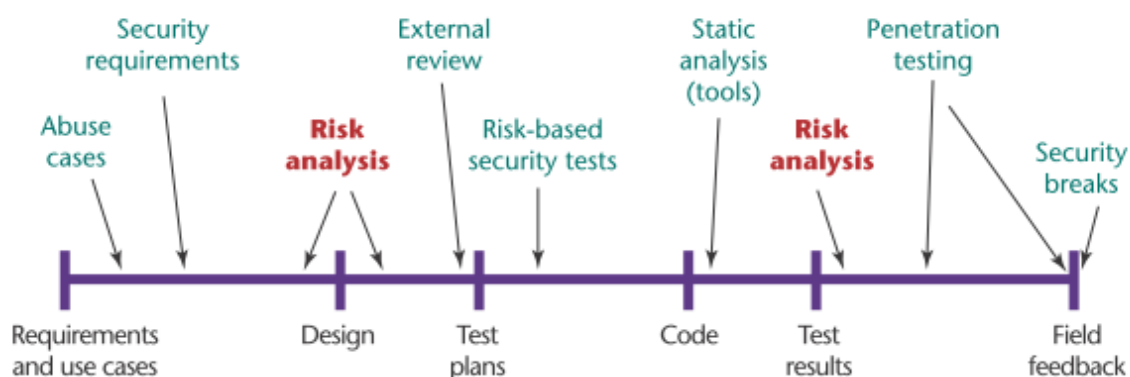 Security
requirements
External
review
Static
analysis
(tools)
Penetration
testing
Abuse
cases
Risk
analysis
Risk-based
security tests
Risk
analysis
Security
breaks
Requirements
and use cases
Design
Test
plans
Code
Test
results
Field
feedback